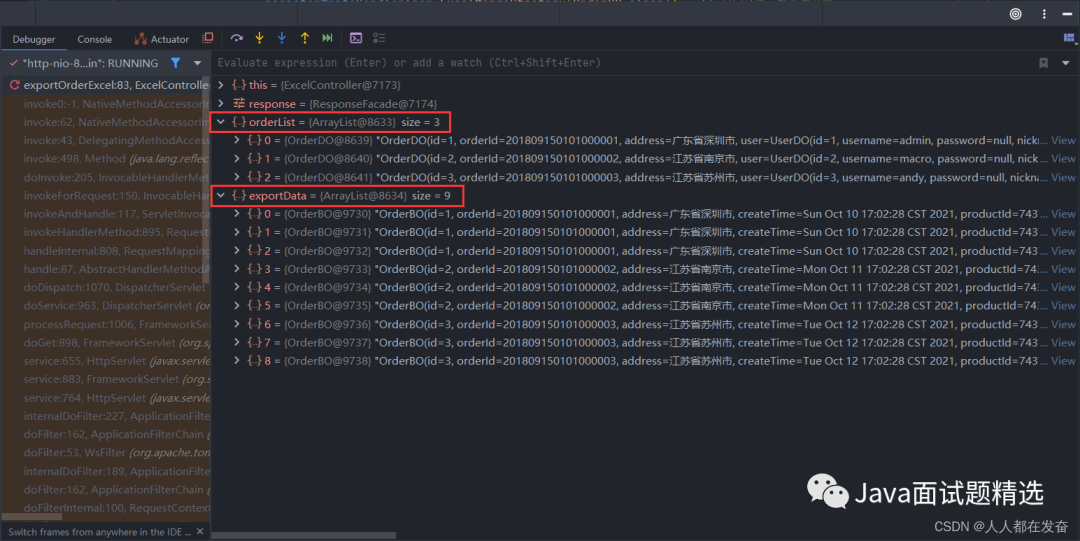 Debugger Console Actuator
"http-nio-8...in": RUNNING
Evaluate expression (Enter) or add a watch (Ctrl+Shift+Enter)
exportOrderExcel:83, ExcelController
invoke0:-1, NativeMethodAccessorIm
invoke:62, NativeMethodAccessorIm
invoke:43, DelegatingMethodAccess
invoke:498, Method (java.lang.reflec
doInvoke:205, InvocableHandlerMet
invokeForRequest:150, InvocableHand
invokeAndHandle:117, ServletInvoca
invokeHandlerMethod:895, Request
handleInternal:808, RequestMapping
handle:87, AbstractHandlerMethodA
doDispatch:1070, DispatcherServlet
doService:963, DispatcherServlet (or
processRequest:1006, FrameworkServ
doGet:898, FrameworkServlet (org.sp
service:655, HttpServlet (javax.servle
service:883, FrameworkServlet (org.s
service:764, HttpServlet (javax.servle
internalDoFilter:227, ApplicationFilte
doFilter:162, ApplicationFilterChain (
doFilter:53, WsFilter (org.apache.tom
internalDoFilter:189, ApplicationFilte
doFilter:162, ApplicationFilterChain (
doFilterInternal:100, RequestContext
Switch frames from anywhere in the IDE ...
this = {ExcelController@7173}
response = {ResponseFacade@7174}
orderList = {ArrayList@8633} size = 3
0 = {OrderDO@8639} "OrderDO(id=1, orderId=201809150101000001, address=广东省深圳市, user=UserDO(id=1, username=admin, password=null, nickn ... View
1 = {OrderDO@8640} "OrderDO(id=2, orderId=201809150101000002, address=江苏省南京市, user=UserDO(id=2, username=macro, password=null, nick ... View
2 = {OrderDO@8641} "OrderDO(id=3, orderId=201809150101000003, address=江苏省苏州市, user=UserDO(id=3, username=andy, password=null, nickna ... View
exportData = {ArrayList@8634} size = 9
0 = {OrderBO@9730} "OrderBO(id=1, orderId=201809150101000001, address=广东省深圳市, createTime=Sun Oct 10 17:02:28 CST 2021, productId=743 ... View
1 = {OrderBO@9731} "OrderBO(id=1, orderId=201809150101000001, address=广东省深圳市, createTime=Sun Oct 10 17:02:28 CST 2021, productId=743 ... View
2 = {OrderBO@9732} "OrderBO(id=1, orderId=201809150101000001, address=广东省深圳市, createTime=Sun Oct 10 17:02:28 CST 2021, productId=743 ... View
3 = {OrderBO@9733} "OrderBO(id=2, orderId=201809150101000002, address=江苏省南京市, createTime=Mon Oct 11 17:02:28 CST 2021, productId=74: ... View
4 = {OrderBO@9734} "OrderBO(id=2, orderId=201809150101000002, address=江苏省南京市, createTime=Mon Oct 11 17:02:28 CST 2021, productId=74: ... View
5 = {OrderBO@9735} "OrderBO(id=2, orderId=201809150101000002, address=江苏省南京市, createTime=Mon Oct 11 17:02:28 CST 2021, productId=74: ... View
6 = {OrderBO@9736} "OrderBO(id=3, orderId=201809150101000003, address=江苏省苏州市, createTime=Tue Oct 12 17:02:28 CST 2021, productId=743 ... View
7 = {OrderBO@9737} "OrderBO(id=3, orderId=201809150101000003, address=江苏省苏州市, createTime=Tue Oct 12 17:02:28 CST 2021, productId=743 ... View
8 = {OrderBO@9738} "OrderBO(id=3, orderId=201809150101000003, address=江苏省苏州市, createTime=Tue Oct 12 17:02:28 CST 2021, productId=743 ... View
Java面试题精选
CSDN @人人都在发奋